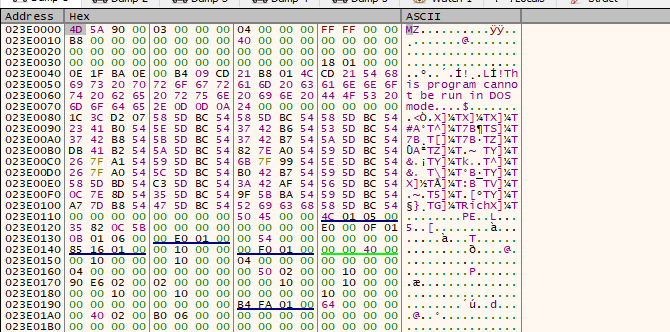 Address Hex ASCII
023E0000 4D 5A 90 00 03 00 00 00 04 00 00 00 FF FF 00 00 MZ..........ÿÿ..
023E0010 B8 00 00 00 00 00 00 00 40 00 00 00 00 00 00 00 ¸.......@.......
023E0020 00 00 00 00 00 00 00 00 00 00 00 00 00 00 00 00 ................
023E0030 00 00 00 00 00 00 00 00 00 00 00 00 18 01 00 00 ................
023E0040 0E 1F BA 0E 00 B4 09 CD 21 B8 01 4C CD 21 54 68 ..º..´.Í!¸.LÍ!Th
023E0050 69 73 20 70 72 6F 67 72 61 6D 20 63 61 6E 6E 6F is program canno
023E0060 74 20 62 65 20 72 75 6E 20 69 6E 20 44 4F 53 20 t be run in DOS
023E0070 6D 6F 64 65 2E 0D 0D 0A 24 00 00 00 00 00 00 00 mode....$.......
023E0080 1C 3C D2 07 58 5D BC 54 58 5D BC 54 58 5D BC 54 .<Ò.X]¼TX]¼TX]¼T
023E0090 23 41 B0 54 5E 5D BC 54 37 42 B6 54 53 5D BC 54 #A°T^]¼T7B¶TS]¼T
023E00A0 37 42 B8 54 5B 5D BC 54 37 42 B7 54 5A 5D BC 54 7B¸T[]¼T7B·TZ]¼T
023E00B0 DB 41 B2 54 5A 5D BC 54 82 7E A0 54 59 5D BC 54 ÛA²TZ]¼T.~ TY]¼T
023E00C0 26 7F A1 54 59 5D BC 54 6B 7F 99 54 5E 5D BC 54 &.¡TY]¼Tk..T^]¼T
023E00D0 26 7F A0 54 5C 5D BC 54 B0 42 B7 54 59 5D BC 54 &. T\]¼T°B·TY]¼T
023E00E0 58 5D BD 54 C3 5D BC 54 3A 42 AF 54 56 5D BC 54 X]½TÃ]¼T:B¯TV]¼T
023E00F0 0C 7E 8D 54 35 5D BC 54 9F 5B BA 54 59 5D BC 54 .~.T5]¼T.[ºTY]¼T
023E0100 A7 7D B8 54 47 5D BC 54 52 69 63 68 58 5D BC 54 §}¸TG]¼TRichX]¼T
023E0110 00 00 00 00 00 00 00 00 50 45 00 00 4C 01 05 00 ........PE..L...
023E0120 35 82 0C 5B 00 00 00 00 00 00 00 00 E0 00 0F 01 5..[........à...
023E0130 0B 01 06 00 00 E0 01 00 00 54 00 00 00 00 00 00 .....à...T......
023E0140 85 16 01 00 00 10 00 00 00 F0 01 00 00 00 40 00 .........ð....@.
023E0150 00 10 00 00 00 10 00 00 04 00 00 00 00 00 00 00 ................
023E0160 04 00 00 00 00 00 00 00 00 50 02 00 00 10 00 00 .........P......
023E0170 90 E6 02 00 02 00 00 00 00 00 10 00 00 10 00 00 .æ..............
023E0180 00 00 10 00 00 10 00 00 00 00 00 00 10 00 00 00 ................
023E0190 00 00 00 00 00 00 00 00 B4 FA 01 00 64 00 00 00 ........´ú..d...
023E01A0 00 40 02 00 B0 06 00 00 00 00 00 00 00 00 00 00 .@..°...........
023E01B0 00 00 00 00 00 00 00 00 00 00 00 00 00 00 00 00 ................